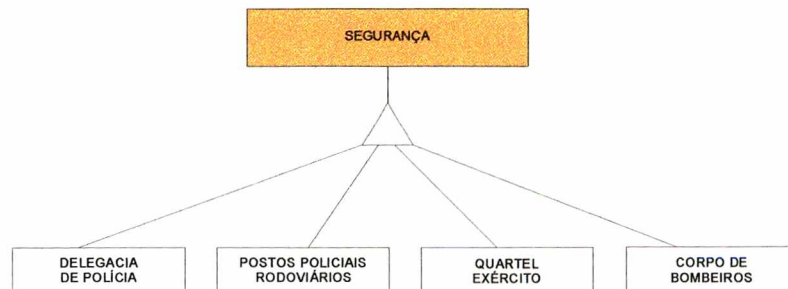 SEGURANÇA
DELEGACIA
DE POLÍCIA
POSTOS POLICIAIS
RODOVIÁRIOS
QUARTEL
EXÉRCITO
CORPO DE
BOMBEIROS